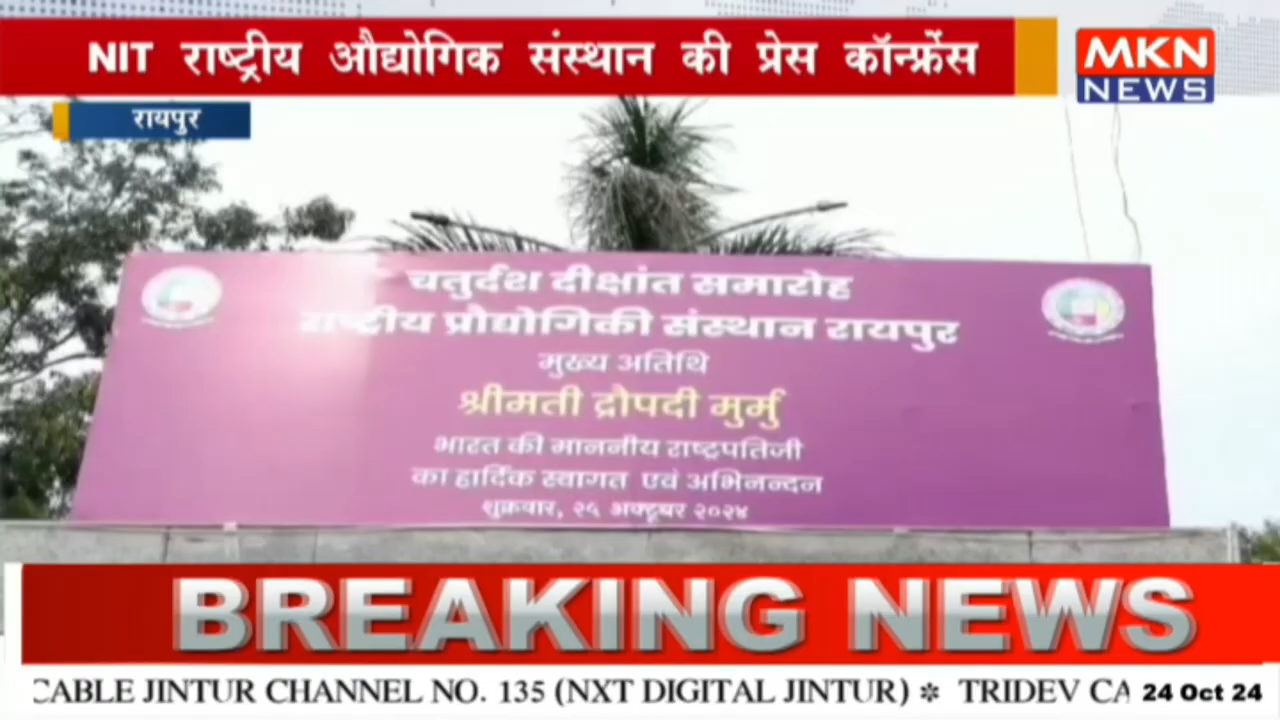 NIT राष्ट्रीय औद्योगिक संस्थान की प्रेस कॉन्फ्रेंस
MKN
NEWS
रायपुर
चतुर्दश दीक्षांत समारोह
राष्ट्रीय प्रौद्योगिकी संस्थान रायपुर
मुख्य अतिथि
श्रीमती द्रौपदी मुर्मु
भारत की माननीय राष्ट्रपतिजी
का हार्दिक स्वागत एवं अभिनन्दन
शुक्रवार, २५ अक्टूबर २०२४
BREAKING NEWS
CABLE JINTUR CHANNEL NO. 135 (NXT DIGITAL JINTUR) ✲ TRIDEV CA
24 Oct 24